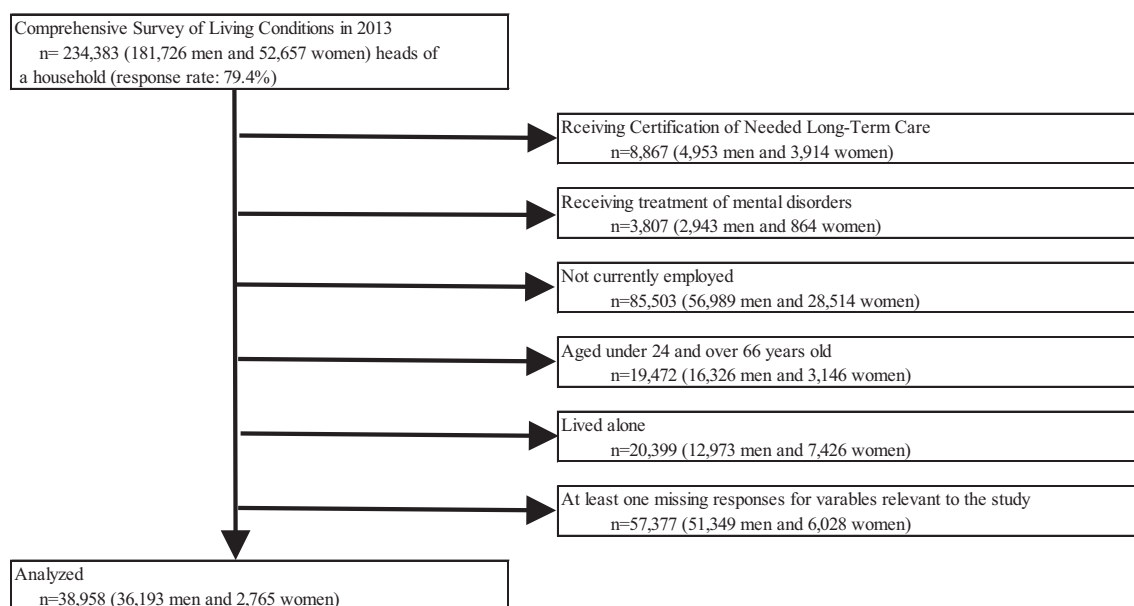 Comprehensive Survey of Living Conditions in 2013
n= 234,383 (181,726 men and 52,657 women) heads of
a household (response rate: 79.4%)
Rceiving Certification of Needed Long-Term Care
n=8,867 (4,953 men and 3,914 women)
Receiving treatment of mental disorders
n=3,807 (2,943 men and 864 women)
Not currently employed
n=85,503 (56,989 men and 28,514 women)
Aged under 24 and over 66 years old
n=19,472 (16,326 men and 3,146 women)
Lived alone
n=20,399 (12,973 men and 7,426 women)
At least one missing responses for varables relevant to the study
n=57,377 (51,349 men and 6,028 women)
Analyzed
n=38,958 (36,193 men and 2,765 women)